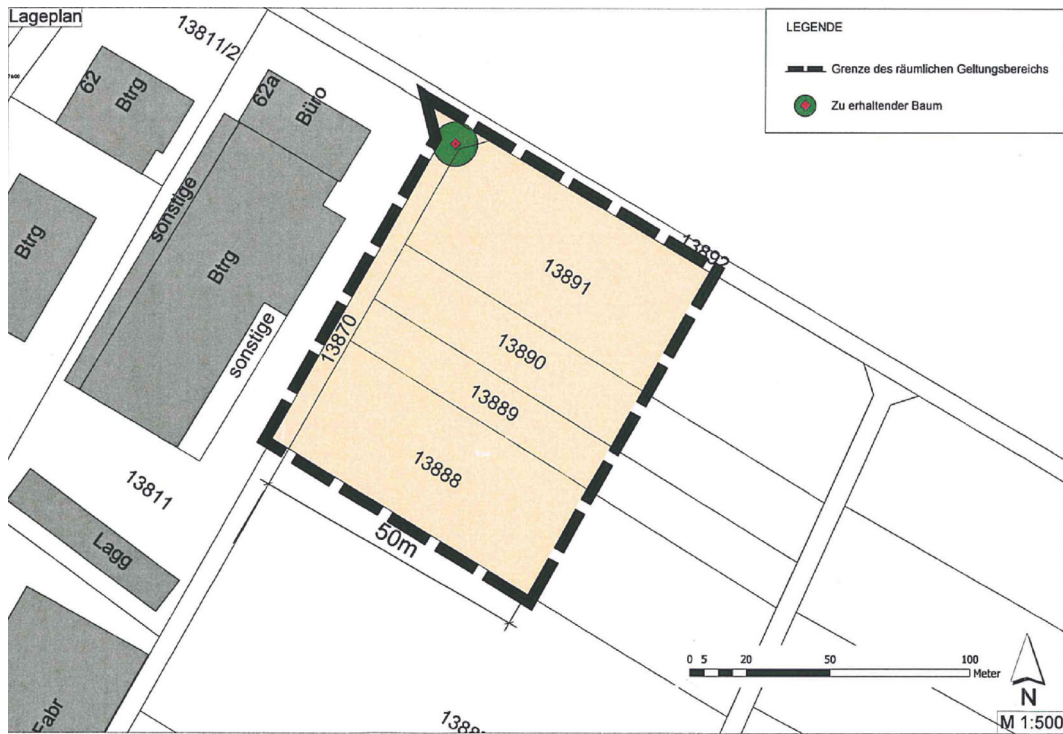 Lageplan
13811/2
LEGENDE
Grenze des räumlichen Geltungsbereichs
Zu erhaltender Baum
62
Btrg
62a
Büro
sonstige
Btrg
Btrg
13892
13891
13870
sonstige
13890
13889
13888
13811
50m
Lagg
0 5 20 50 100
Meter
N
Fabr
M 1:500